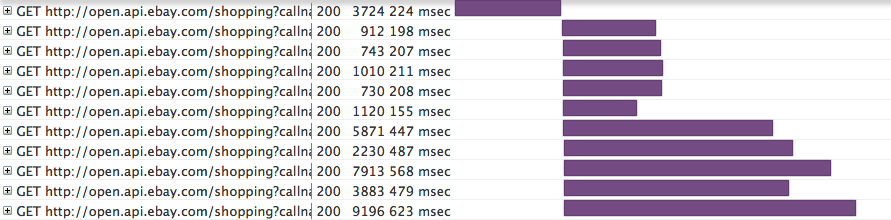 GET http://open.api.ebay.com/shopping?callna 200 3724 224 msec
GET http://open.api.ebay.com/shopping?callna 200 912 198 msec
GET http://open.api.ebay.com/shopping?callna 200 743 207 msec
GET http://open.api.ebay.com/shopping?callna 200 1010 211 msec
GET http://open.api.ebay.com/shopping?callna 200 730 208 msec
GET http://open.api.ebay.com/shopping?callna 200 1120 155 msec
GET http://open.api.ebay.com/shopping?callna 200 5871 447 msec
GET http://open.api.ebay.com/shopping?callna 200 2230 487 msec
GET http://open.api.ebay.com/shopping?callna 200 7913 568 msec
GET http://open.api.ebay.com/shopping?callna 200 3883 479 msec
GET http://open.api.ebay.com/shopping?callna 200 9196 623 msec